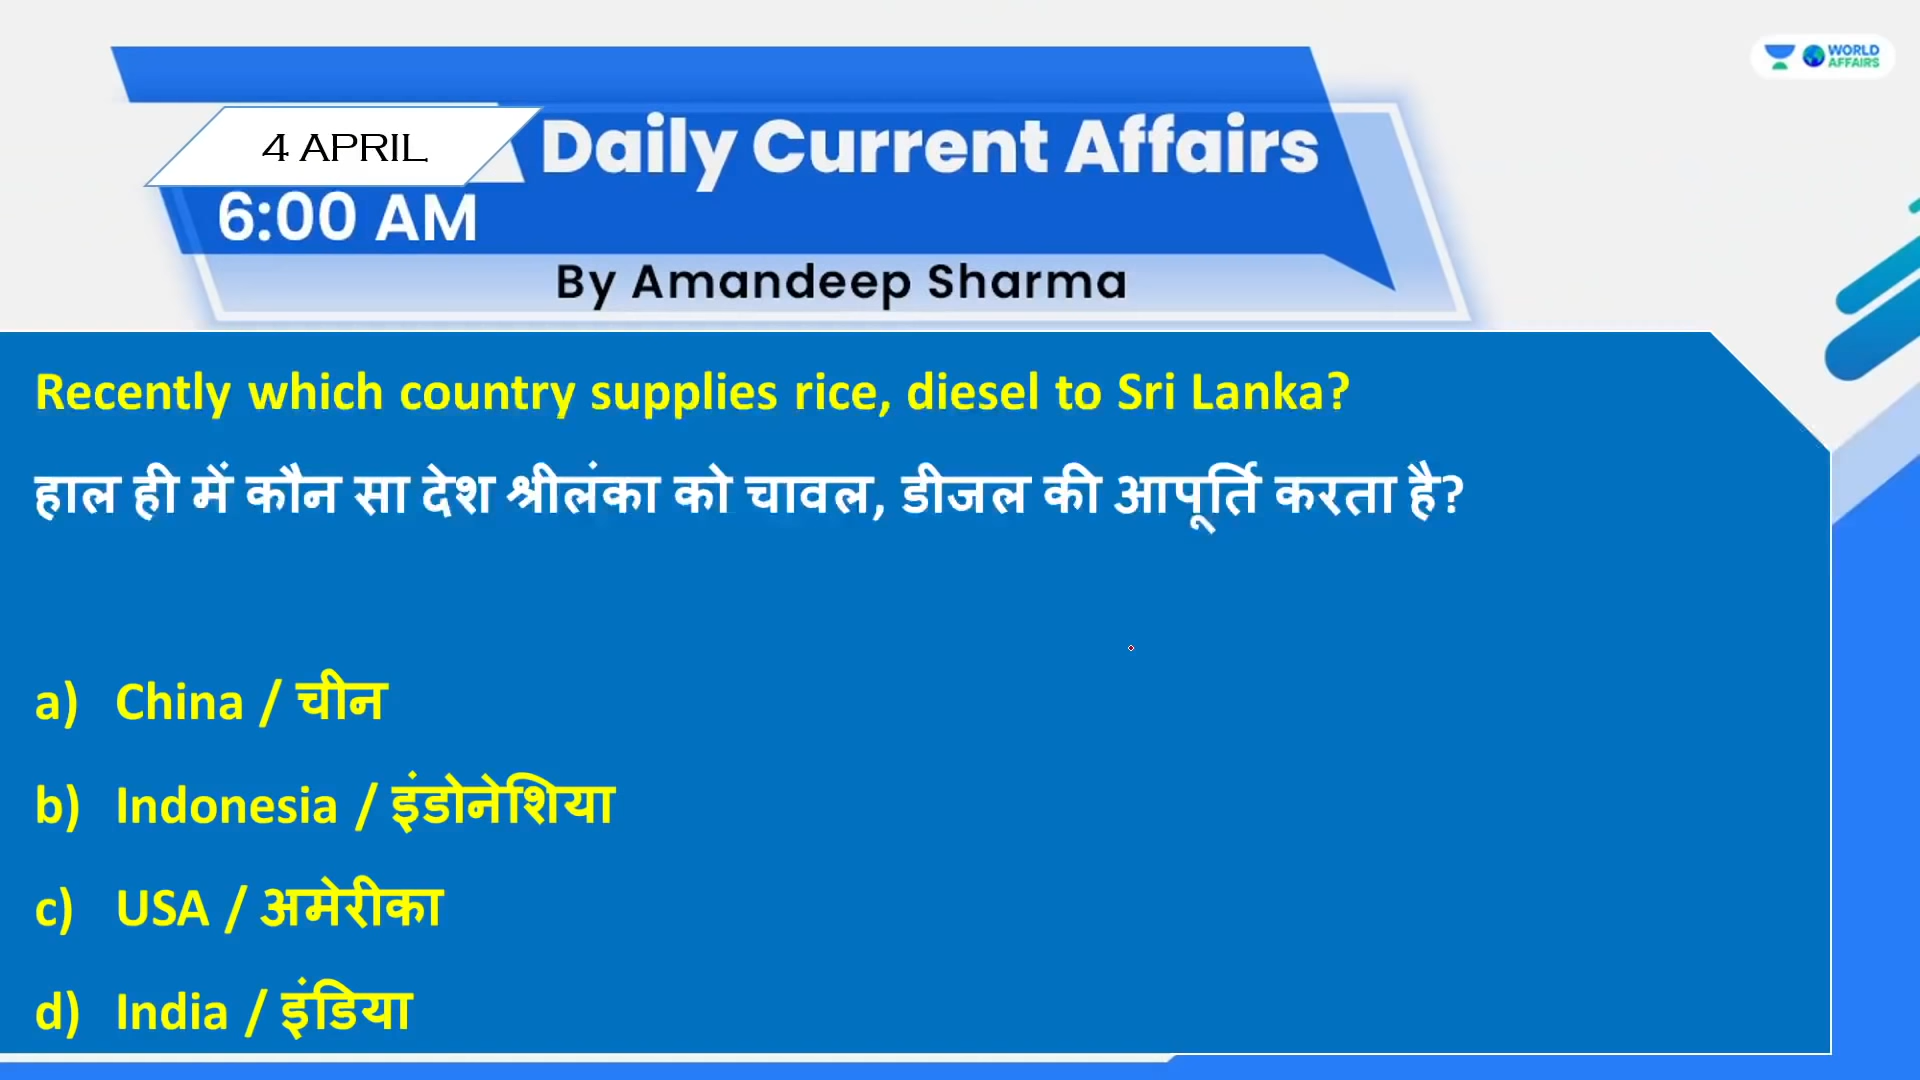 WORLD
AFFAIRS
4 APRIL
Daily Current Affairs
6:00 AM
By Amandeep Sharma
Recently which country supplies rice, diesel to Sri Lanka?
हाल ही में कौन सा देश श्रीलंका को चावल, डीजल की आपूर्ति करता है?
a) China / चीन
b) Indonesia / इंडोनेशिया
c) USA / अमेरीका
d) India / इंडिया